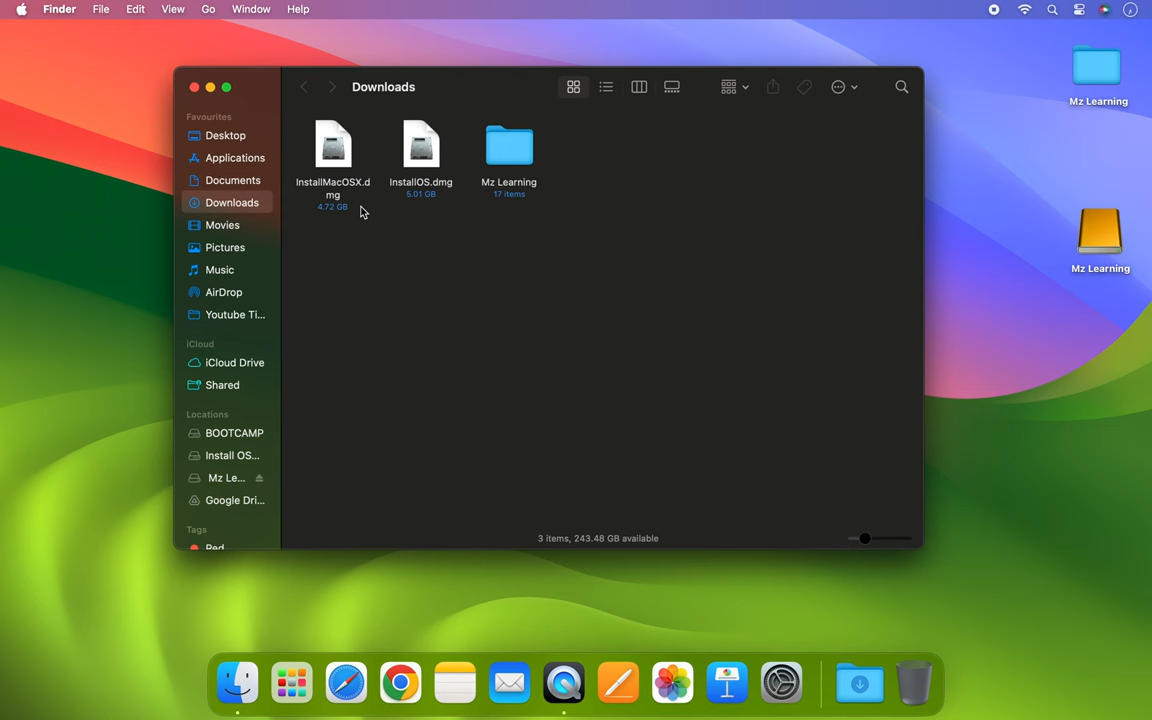 Finder File Edit View Go Window Help
Mz Learning
Mz Learning
Downloads
Favourites
Desktop
Applications
Documents
Downloads
Movies
Pictures
Music
AirDrop
Youtube Ti...
iCloud
iCloud Drive
Shared
Locations
BOOTCAMP
Install OS...
Mz Le...
Google Dri...
Tags
Red
InstallMacOSX.d
mg
4.72 GB
InstallOS.dmg
5.01 GB
Mz Learning
17 items
3 items, 243.48 GB available